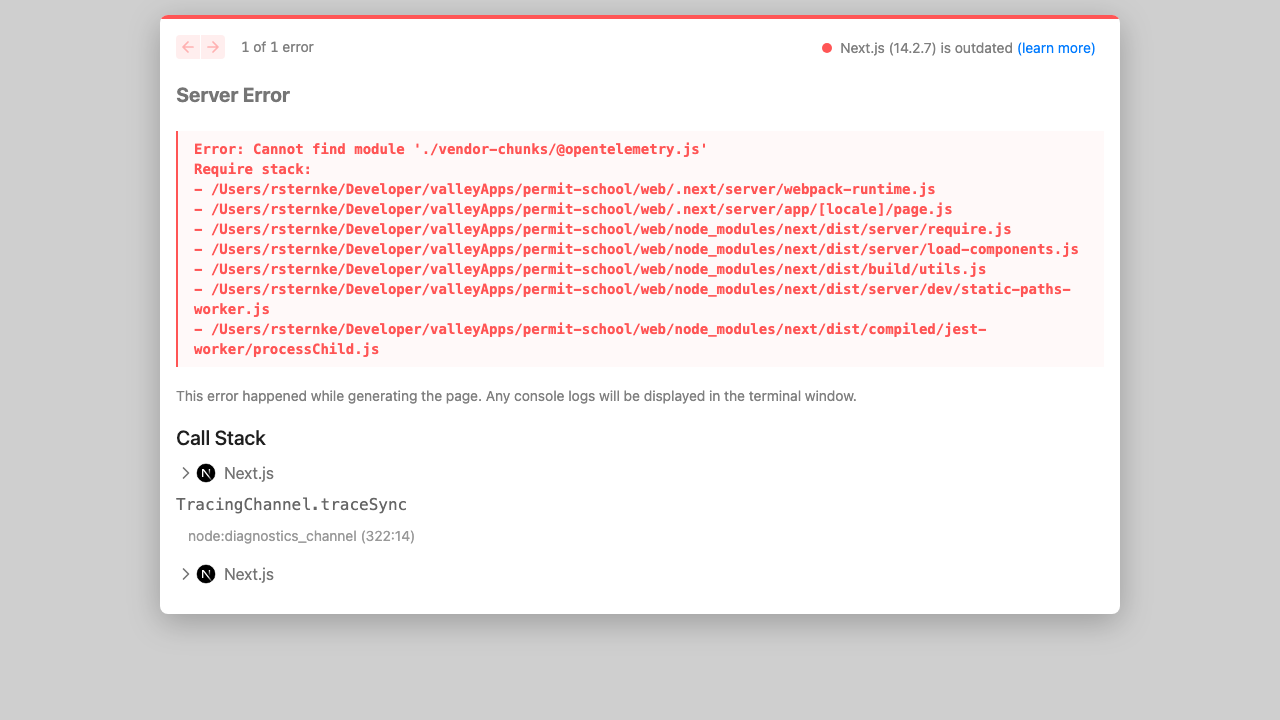 1 of 1 error
Next.js (14.2.7) is outdated (learn more)
Server Error
Error: Cannot find module './vendor-chunks/@opentelemetry.js'
Require stack:
- /Users/rsternke/Developer/valleyApps/permit-school/web/.next/server/webpack-runtime.js
- /Users/rsternke/Developer/valleyApps/permit-school/web/.next/server/app/[locale]/page.js
- /Users/rsternke/Developer/valleyApps/permit-school/web/node_modules/next/dist/server/require.js
- /Users/rsternke/Developer/valleyApps/permit-school/web/node_modules/next/dist/server/load-components.js
- /Users/rsternke/Developer/valleyApps/permit-school/web/node_modules/next/dist/build/utils.js
- /Users/rsternke/Developer/valleyApps/permit-school/web/node_modules/next/dist/server/dev/static-paths-
worker.js
- /Users/rsternke/Developer/valleyApps/permit-school/web/node_modules/next/dist/compiled/jest-
worker/processChild.js
This error happened while generating the page. Any console logs will be displayed in the terminal window.
Call Stack
Next.js
TracingChannel.traceSync
node:diagnostics_channel (322:14)
Next.js